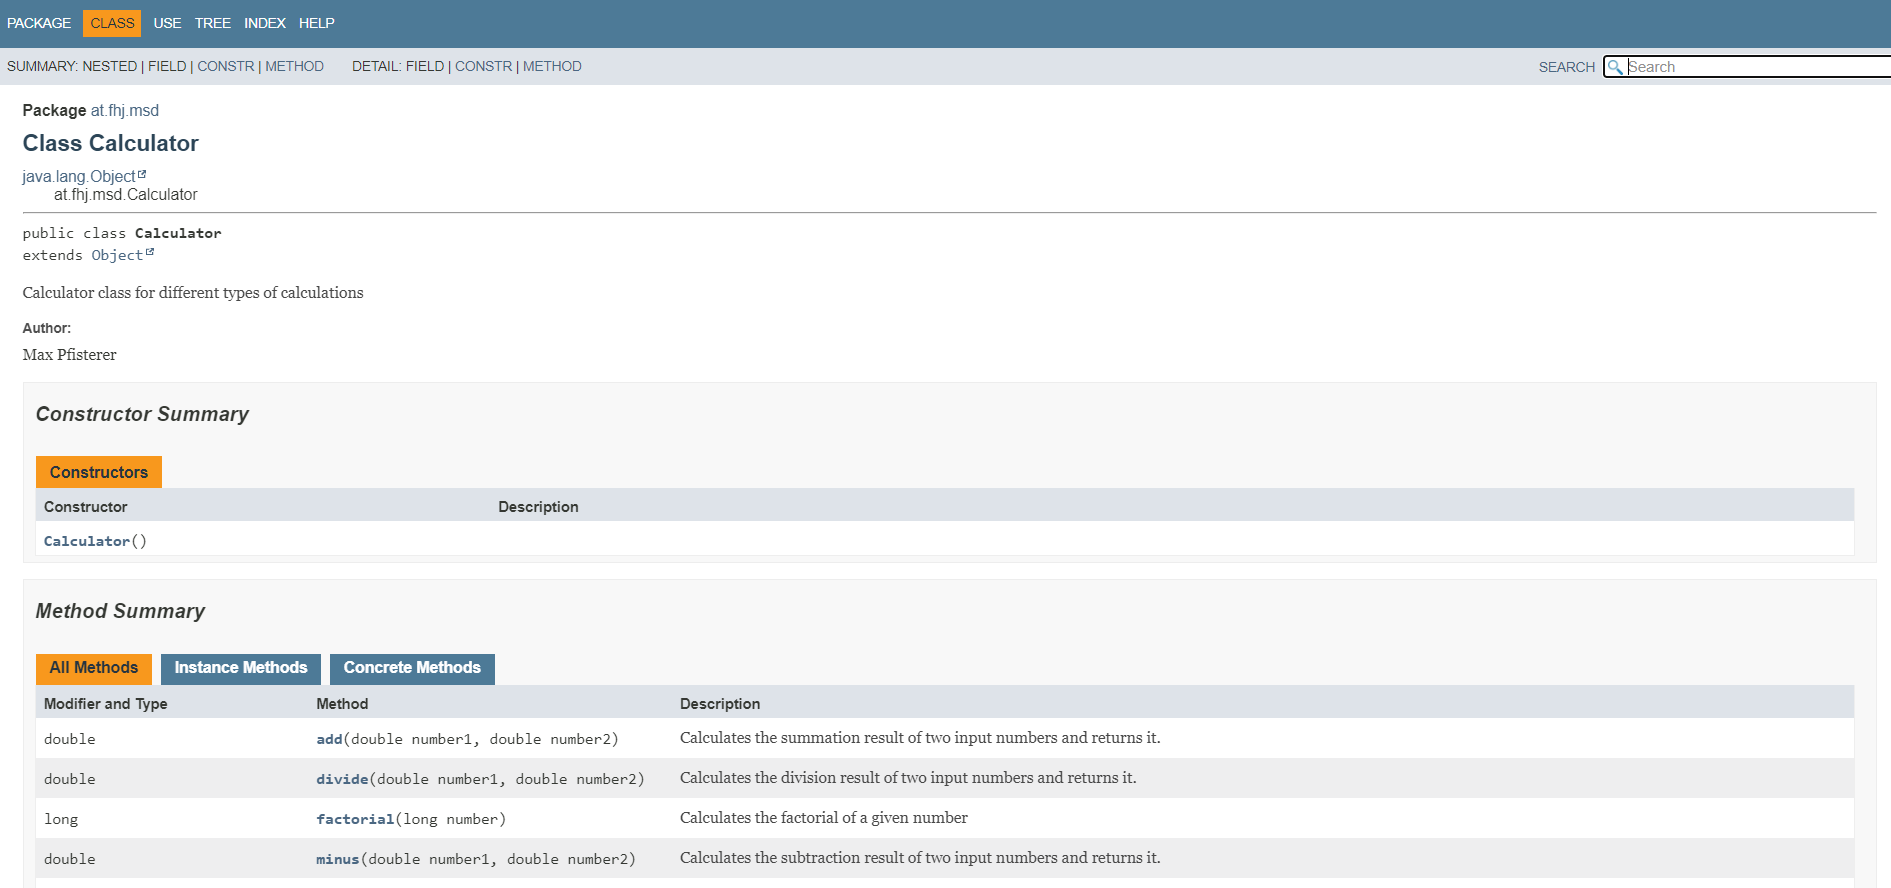 PACKAGE CLASS USE TREE INDEX HELP
SUMMARY: NESTED | FIELD | CONSTR | METHOD DETAIL: FIELD | CONSTR | METHOD SEARCH Search
Package at.fhj.msd
Class Calculator
java.lang.Object
at.fhj.msd.Calculator
public class Calculator
extends Object
Calculator class for different types of calculations
Author:
Max Pfisterer
Constructor Summary
Constructors
Constructor Description
Calculator()
Method Summary
All Methods Instance Methods Concrete Methods
Modifier and Type Method Description
double add(double number1, double number2) Calculates the summation result of two input numbers and returns it.
double divide(double number1, double number2) Calculates the division result of two input numbers and returns it.
long factorial(long number) Calculates the factorial of a given number
double minus(double number1, double number2) Calculates the subtraction result of two input numbers and returns it.